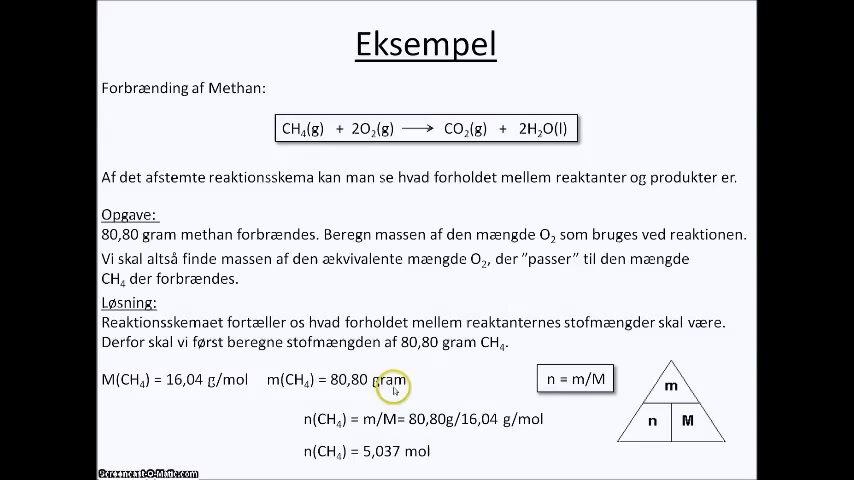 Eksempel
Forbrænding af Methan:
CH₄(g) + 2O₂(g) ⟶ CO₂(g) + 2H₂O(l)
Af det afstemte reaktionsskema kan man se hvad forholdet mellem reaktanter og produkter er.
Opgave:
80,80 gram methan forbrændes. Beregn massen af den mængde O₂ som bruges ved reaktionen.
Vi skal altså finde massen af den ækvivalente mængde O₂, der ”passer” til den mængde
CH₄ der forbrændes.
Løsning:
Reaktionsskemaet fortæller os hvad forholdet mellem reaktanternes stofmængder skal være.
Derfor skal vi først beregne stofmængden af 80,80 gram CH₄.
M(CH₄) = 16,04 g/mol m(CH₄) = 80,80 gram
n = m/M
m
n M
n(CH₄) = m/M= 80,80g/16,04 g/mol
n(CH₄) = 5,037 mol
Screencast-O-Matic.com